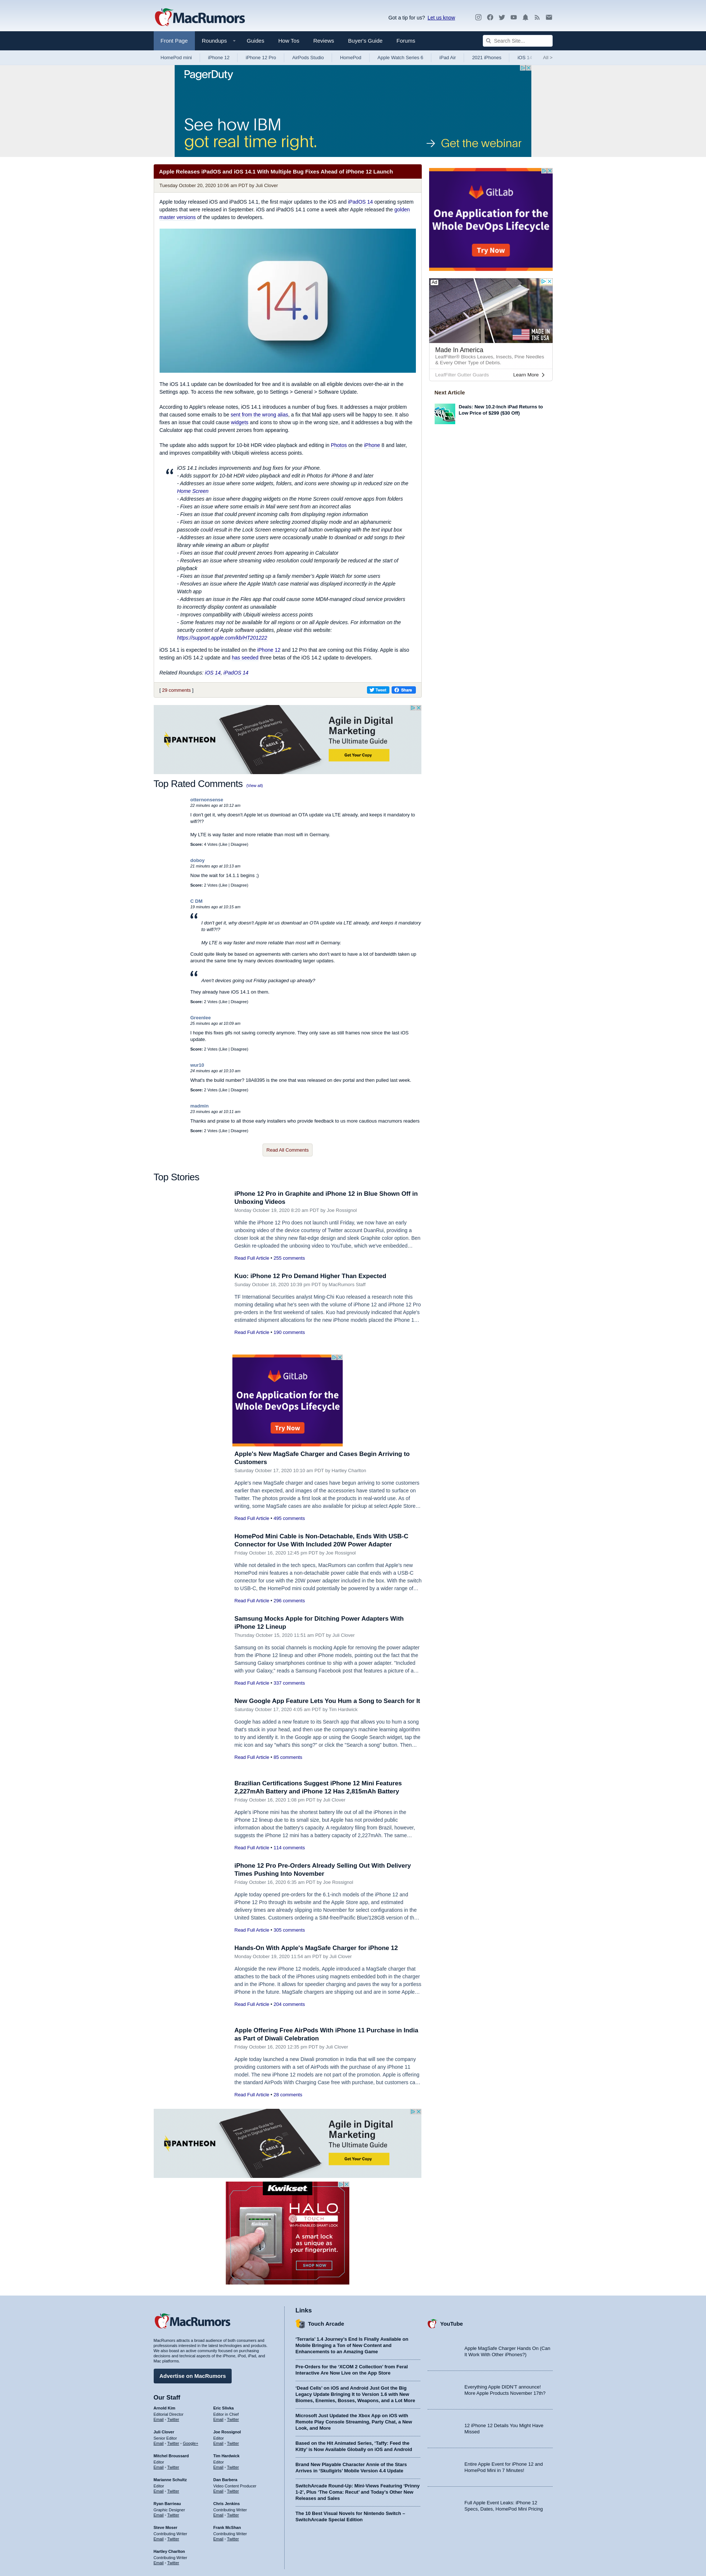 MacRumors
Got a tip for us? Let us know
Front Page
Roundups
Guides
How Tos
Reviews
Buyer's Guide
Forums
Search Site...
HomePod mini
iPhone 12
iPhone 12 Pro
AirPods Studio
HomePod
Apple Watch Series 6
iPad Air
2021 iPhones
iOS 14
All >
PagerDuty
See how IBM
got real time right.
Get the webinar
Apple Releases iPadOS and iOS 14.1 With Multiple Bug Fixes Ahead of iPhone 12 Launch
Tuesday October 20, 2020 10:06 am PDT by Juli Clover
Apple today released iOS and iPadOS 14.1, the first major updates to the iOS and iPadOS 14 operating system
updates that were released in September. iOS and iPadOS 14.1 come a week after Apple released the golden
master versions of the updates to developers.
14.1
The iOS 14.1 update can be downloaded for free and it is available on all eligible devices over-the-air in the
Settings app. To access the new software, go to Settings > General > Software Update.
According to Apple's release notes, iOS 14.1 introduces a number of bug fixes. It addresses a major problem
that caused some emails to be sent from the wrong alias, a fix that Mail app users will be happy to see. It also
fixes an issue that could cause widgets and icons to show up in the wrong size, and it addresses a bug with the
Calculator app that could prevent zeroes from appearing.
The update also adds support for 10-bit HDR video playback and editing in Photos on the iPhone 8 and later,
and improves compatibility with Ubiquiti wireless access points.
iOS 14.1 includes improvements and bug fixes for your iPhone.
- Adds support for 10-bit HDR video playback and edit in Photos for iPhone 8 and later
- Addresses an issue where some widgets, folders, and icons were showing up in reduced size on the
Home Screen
- Addresses an issue where dragging widgets on the Home Screen could remove apps from folders
- Fixes an issue where some emails in Mail were sent from an incorrect alias
- Fixes an issue that could prevent incoming calls from displaying region information
- Fixes an issue on some devices where selecting zoomed display mode and an alphanumeric
passcode could result in the Lock Screen emergency call button overlapping with the text input box
- Addresses an issue where some users were occasionally unable to download or add songs to their
library while viewing an album or playlist
- Fixes an issue that could prevent zeroes from appearing in Calculator
- Resolves an issue where streaming video resolution could temporarily be reduced at the start of
playback
- Fixes an issue that prevented setting up a family member's Apple Watch for some users
- Resolves an issue where the Apple Watch case material was displayed incorrectly in the Apple
Watch app
- Addresses an issue in the Files app that could cause some MDM-managed cloud service providers
to incorrectly display content as unavailable
- Improves compatibility with Ubiquiti wireless access points
- Some features may not be available for all regions or on all Apple devices. For information on the
security content of Apple software updates, please visit this website:
https://support.apple.com/kb/HT201222
iOS 14.1 is expected to be installed on the iPhone 12 and 12 Pro that are coming out this Friday. Apple is also
testing an iOS 14.2 update and has seeded three betas of the iOS 14.2 update to developers.
Related Roundups: iOS 14, iPadOS 14
[ 29 comments ]
Tweet
Share
GitLab
One Application for the
Whole DevOps Lifecycle
Try Now
Ad
MADE IN
THE USA
Made In America
LeafFilter® Blocks Leaves, Insects, Pine Needles
& Every Other Type of Debris.
LeafFilter Gutter Guards
Learn More
Next Article
Deals: New 10.2-Inch iPad Returns to
Low Price of $299 ($30 Off)
PANTHEON
AGILE
Agile in Digital
Marketing
The Ultimate Guide
Get Your Copy
Top Rated Comments (View all)
otternonsense
22 minutes ago at 10:12 am
I don't get it, why doesn't Apple let us download an OTA update via LTE already, and keeps it mandatory to
wifi?!?
My LTE is way faster and more reliable than most wifi in Germany.
Score: 4 Votes (Like | Disagree)
doboy
21 minutes ago at 10:13 am
Now the wait for 14.1.1 begins ;)
Score: 2 Votes (Like | Disagree)
C DM
19 minutes ago at 10:15 am
I don't get it, why doesn't Apple let us download an OTA update via LTE already, and keeps it mandatory
to wifi?!?
My LTE is way faster and more reliable than most wifi in Germany.
Could quite likely be based on agreements with carriers who don't want to have a lot of bandwidth taken up
around the same time by many devices downloading larger updates.
Aren't devices going out Friday packaged up already?
They already have iOS 14.1 on them.
Score: 2 Votes (Like | Disagree)
Greenlee
25 minutes ago at 10:09 am
I hope this fixes gifs not saving correctly anymore. They only save as still frames now since the last iOS
update.
Score: 2 Votes (Like | Disagree)
wur10
24 minutes ago at 10:10 am
What's the build number? 18A8395 is the one that was released on dev portal and then pulled last week.
Score: 2 Votes (Like | Disagree)
madmin
23 minutes ago at 10:11 am
Thanks and praise to all those early installers who provide feedback to us more cautious macrumors readers
Score: 2 Votes (Like | Disagree)
Read All Comments
Top Stories
iPhone 12 Pro in Graphite and iPhone 12 in Blue Shown Off in
Unboxing Videos
Monday October 19, 2020 8:20 am PDT by Joe Rossignol
While the iPhone 12 Pro does not launch until Friday, we now have an early
unboxing video of the device courtesy of Twitter account DuanRui, providing a
closer look at the shiny new flat-edge design and sleek Graphite color option. Ben
Geskin re-uploaded the unboxing video to YouTube, which we've embedded…
Read Full Article • 255 comments
Kuo: iPhone 12 Pro Demand Higher Than Expected
Sunday October 18, 2020 10:39 pm PDT by MacRumors Staff
TF International Securities analyst Ming-Chi Kuo released a research note this
morning detailing what he's seen with the volume of iPhone 12 and iPhone 12 Pro
pre-orders in the first weekend of sales. Kuo had previously indicated that Apple's
estimated shipment allocations for the new iPhone models placed the iPhone 1…
Read Full Article • 190 comments
GitLab
One Application for the
Whole DevOps Lifecycle
Try Now
Apple's New MagSafe Charger and Cases Begin Arriving to
Customers
Saturday October 17, 2020 10:10 am PDT by Hartley Charlton
Apple's new MagSafe charger and cases have begun arriving to some customers
earlier than expected, and images of the accessories have started to surface on
Twitter. The photos provide a first look at the products in real-world use. As of
writing, some MagSafe cases are also available for pickup at select Apple Store…
Read Full Article • 495 comments
HomePod Mini Cable is Non-Detachable, Ends With USB-C
Connector for Use With Included 20W Power Adapter
Friday October 16, 2020 12:45 pm PDT by Joe Rossignol
While not detailed in the tech specs, MacRumors can confirm that Apple's new
HomePod mini features a non-detachable power cable that ends with a USB-C
connector for use with the 20W power adapter included in the box. With the switch
to USB-C, the HomePod mini could potentially be powered by a wider range of…
Read Full Article • 296 comments
Samsung Mocks Apple for Ditching Power Adapters With
iPhone 12 Lineup
Thursday October 15, 2020 11:51 am PDT by Juli Clover
Samsung on its social channels is mocking Apple for removing the power adapter
from the iPhone 12 lineup and other iPhone models, pointing out the fact that the
Samsung Galaxy smartphones continue to ship with a power adapter. "Included
with your Galaxy," reads a Samsung Facebook post that features a picture of a…
Read Full Article • 337 comments
New Google App Feature Lets You Hum a Song to Search for It
Saturday October 17, 2020 4:05 am PDT by Tim Hardwick
Google has added a new feature to its Search app that allows you to hum a song
that's stuck in your head, and then use the company's machine learning algorithm
to try and identify it. In the Google app or using the Google Search widget, tap the
mic icon and say "what's this song?" or click the "Search a song" button. Then…
Read Full Article • 85 comments
Brazilian Certifications Suggest iPhone 12 Mini Features
2,227mAh Battery and iPhone 12 Has 2,815mAh Battery
Friday October 16, 2020 1:08 pm PDT by Juli Clover
Apple's iPhone mini has the shortest battery life out of all the iPhones in the
iPhone 12 lineup due to its small size, but Apple has not provided public
information about the battery's capacity. A regulatory filing from Brazil, however,
suggests the iPhone 12 mini has a battery capacity of 2,227mAh. The same…
Read Full Article • 114 comments
iPhone 12 Pro Pre-Orders Already Selling Out With Delivery
Times Pushing Into November
Friday October 16, 2020 6:35 am PDT by Joe Rossignol
Apple today opened pre-orders for the 6.1-inch models of the iPhone 12 and
iPhone 12 Pro through its website and the Apple Store app, and estimated
delivery times are already slipping into November for select configurations in the
United States. Customers ordering a SIM-free/Pacific Blue/128GB version of th…
Read Full Article • 305 comments
Hands-On With Apple's MagSafe Charger for iPhone 12
Monday October 19, 2020 11:54 am PDT by Juli Clover
Alongside the new iPhone 12 models, Apple introduced a MagSafe charger that
attaches to the back of the iPhones using magnets embedded both in the charger
and in the iPhone. It allows for speedier charging and paves the way for a portless
iPhone in the future. MagSafe chargers are shipping out and are in some Apple…
Read Full Article • 204 comments
Apple Offering Free AirPods With iPhone 11 Purchase in India
as Part of Diwali Celebration
Friday October 16, 2020 12:35 pm PDT by Juli Clover
Apple today launched a new Diwali promotion in India that will see the company
providing customers with a set of AirPods with the purchase of any iPhone 11
model. The new iPhone 12 models are not part of the promotion. Apple is offering
the standard AirPods With Charging Case free with purchase, but customers ca…
Read Full Article • 28 comments
PANTHEON
AGILE
Agile in Digital
Marketing
The Ultimate Guide
Get Your Copy
Kwikset
HALO
TOUCH
WI-FI-ENABLED SMART LOCK
A smart lock
as unique as
your fingerprint.
SHOP NOW
MacRumors
MacRumors attracts a broad audience of both consumers and
professionals interested in the latest technologies and products.
We also boast an active community focused on purchasing
decisions and technical aspects of the iPhone, iPod, iPad, and
Mac platforms.
Advertise on MacRumors
Our Staff
Arnold Kim
Editorial Director
Email • Twitter
Eric Slivka
Editor in Chief
Email • Twitter
Juli Clover
Senior Editor
Email • Twitter • Google+
Joe Rossignol
Editor
Email • Twitter
Mitchel Broussard
Editor
Email • Twitter
Tim Hardwick
Editor
Email • Twitter
Marianne Schultz
Editor
Email • Twitter
Dan Barbera
Video Content Producer
Email • Twitter
Ryan Barrieau
Graphic Designer
Email • Twitter
Chris Jenkins
Contributing Writer
Email • Twitter
Steve Moser
Contributing Writer
Email • Twitter
Frank McShan
Contributing Writer
Email • Twitter
Hartley Charlton
Contributing Writer
Email • Twitter
Links
Touch Arcade
'Terraria' 1.4 Journey's End Is Finally Available on
Mobile Bringing a Ton of New Content and
Enhancements to an Amazing Game
Pre-Orders for the 'XCOM 2 Collection' from Feral
Interactive Are Now Live on the App Store
'Dead Cells' on iOS and Android Just Got the Big
Legacy Update Bringing It to Version 1.6 with New
Biomes, Enemies, Bosses, Weapons, and a Lot More
Microsoft Just Updated the Xbox App on iOS with
Remote Play Console Streaming, Party Chat, a New
Look, and More
Based on the Hit Animated Series, 'Taffy: Feed the
Kitty' is Now Available Globally on iOS and Android
Brand New Playable Character Annie of the Stars
Arrives in 'Skullgirls' Mobile Version 4.4 Update
SwitchArcade Round-Up: Mini-Views Featuring 'Prinny
1-2', Plus 'The Coma: Recut' and Today's Other New
Releases and Sales
The 10 Best Visual Novels for Nintendo Switch –
SwitchArcade Special Edition
YouTube
Apple MagSafe Charger Hands On (Can
it Work With Other iPhones?)
Everything Apple DIDN'T announce!
More Apple Products November 17th?
12 iPhone 12 Details You Might Have
Missed
Entire Apple Event for iPhone 12 and
HomePod Mini in 7 Minutes!
Full Apple Event Leaks: iPhone 12
Specs, Dates, HomePod Mini Pricing